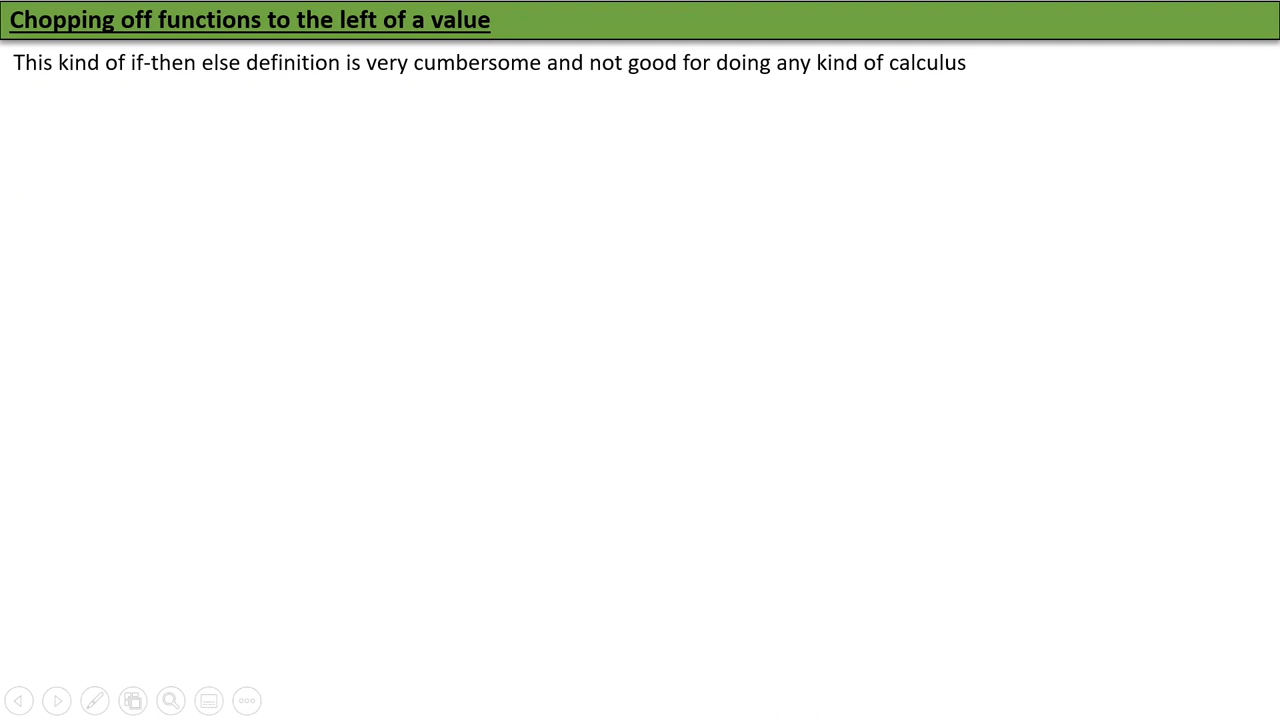 Chopping off functions to the left of a value
This kind of if-then else definition is very cumbersome and not good for doing any kind of calculus